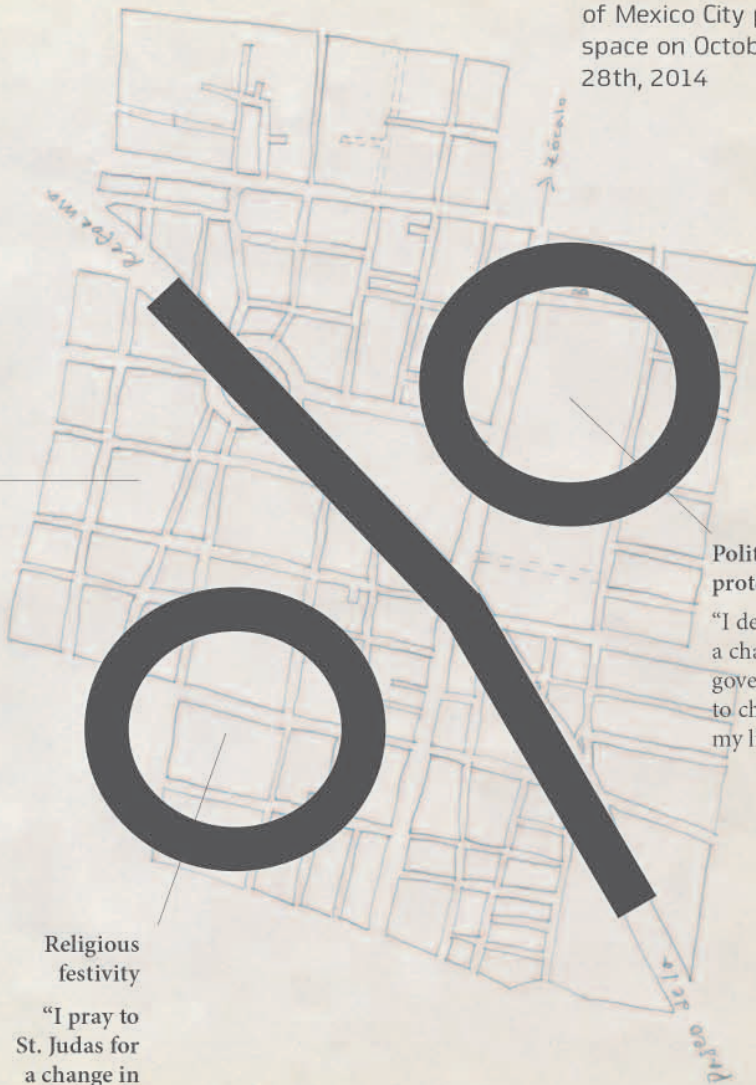 of Mexico City
space on Octob
28th, 2014
→ Zócalo
Reforma
Polit
prot
"I de
a cha
gove
to ch
my l
Religious
festivity
"I pray to
St. Judas for
a change in
Paseo de la